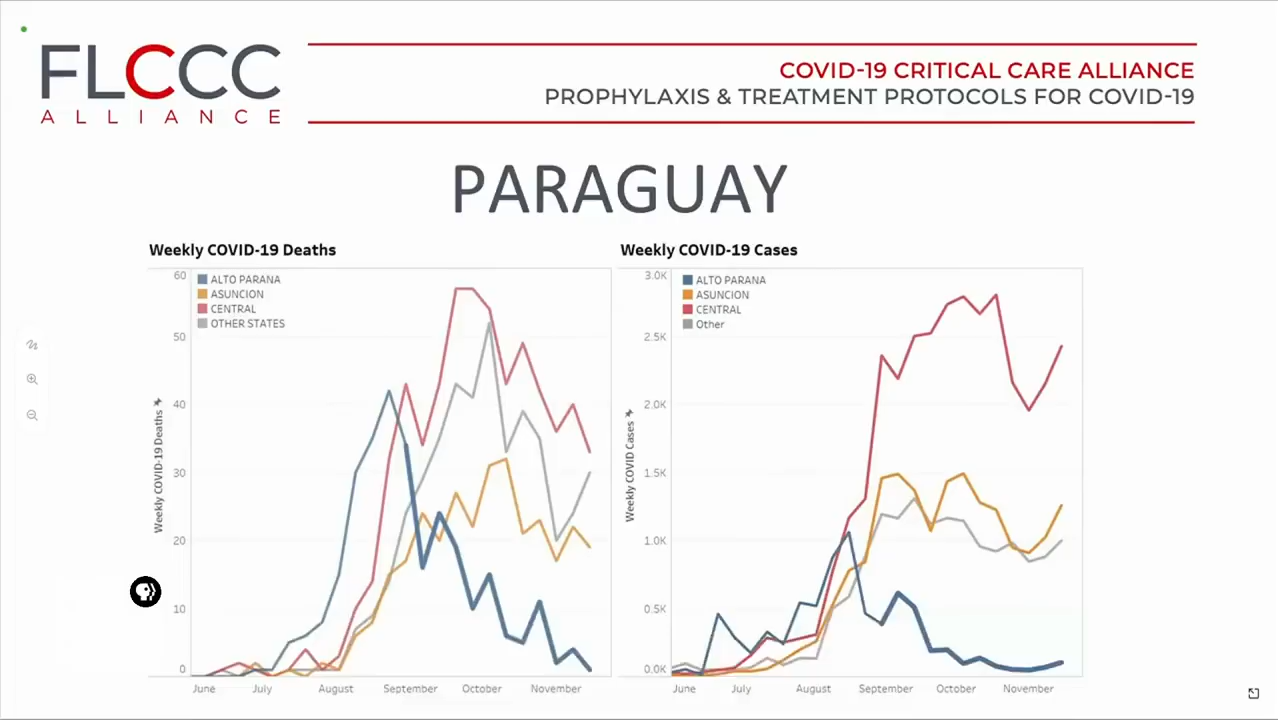 FLCCC
ALLIANCE
COVID-19 CRITICAL CARE ALLIANCE
PROPHYLAXIS & TREATMENT PROTOCOLS FOR COVID-19
PARAGUAY
Weekly COVID-19 Deaths
60
50
40
30
20
10
0
Weekly COVID-19 Deaths
ALTO PARANA
ASUNCION
CENTRAL
OTHER STATES
June July August September October November
Weekly COVID-19 Cases
3.0K
2.5K
2.0K
1.5K
1.0K
0.5K
0.0K
Weekly COVID Cases
ALTO PARANA
ASUNCION
CENTRAL
Other
June July August September October November